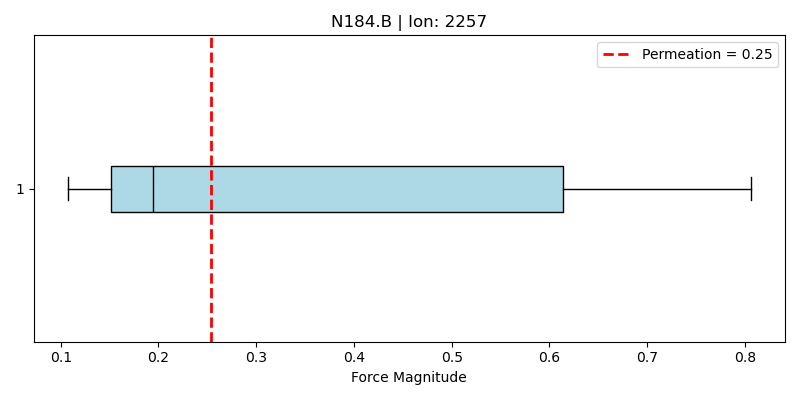 N184.B | Ion: 2257
Permeation = 0.25
1
0.1 0.2 0.3 0.4 0.5 0.6 0.7 0.8
Force Magnitude